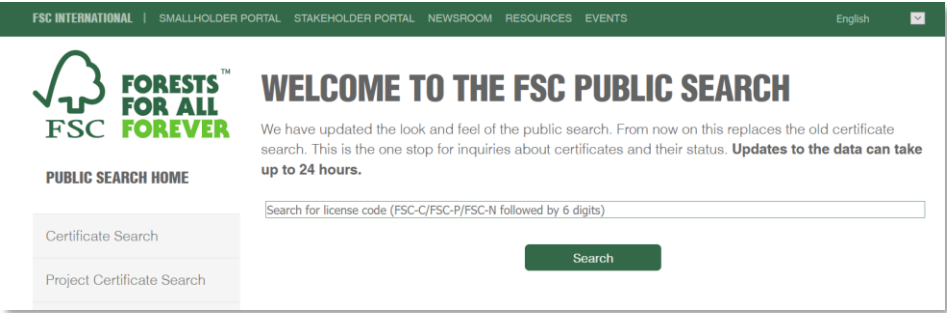 FSC INTERNATIONAL | SMALLHOLDER PORTAL STAKEHOLDER PORTAL NEWSROOM RESOURCES EVENTS English
FORESTS™
FOR ALL
FOREVER
FSC
WELCOME TO THE FSC PUBLIC SEARCH
We have updated the look and feel of the public search. From now on this replaces the old certificate
search. This is the one stop for inquiries about certificates and their status. Updates to the data can take
up to 24 hours.
PUBLIC SEARCH HOME
Search for license code (FSC-C/FSC-P/FSC-N followed by 6 digits)
Certificate Search
Search
Project Certificate Search